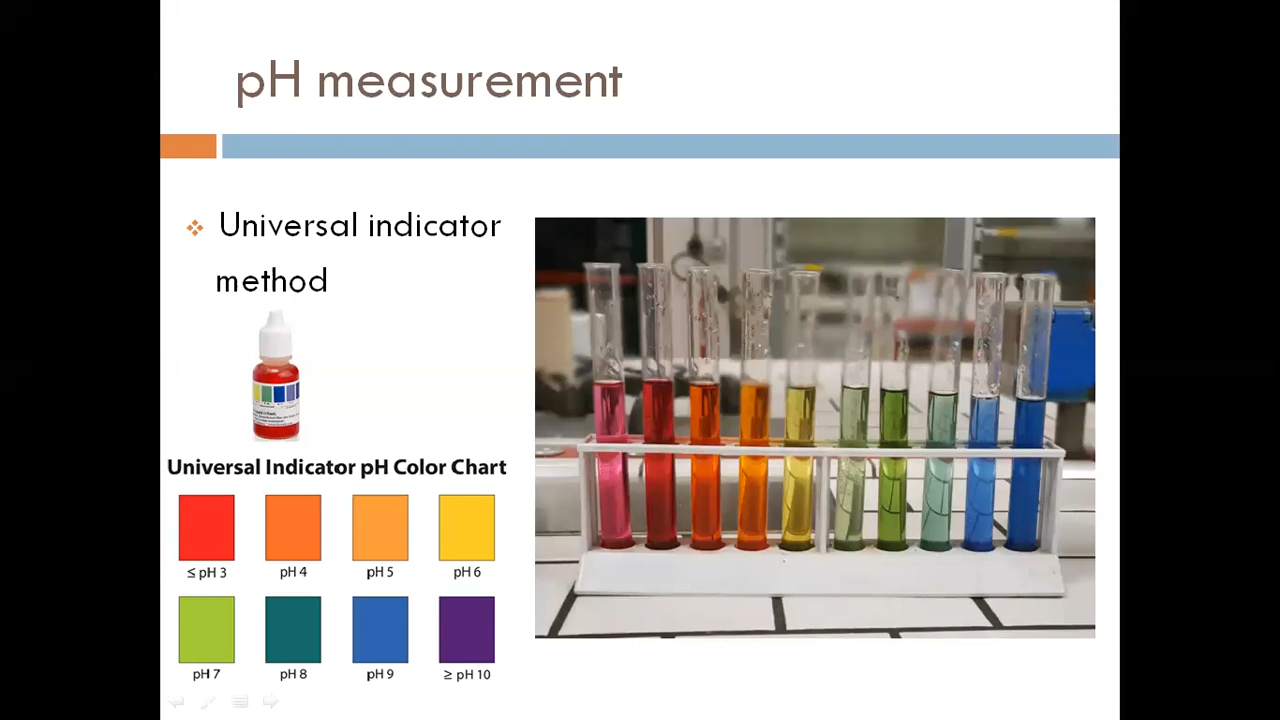 pH measurement
Universal indicator
method
Universal Indicator pH Color Chart
≤ pH 3
pH 4
pH 5
pH 6
pH 7
pH 8
pH 9
≥ pH 10